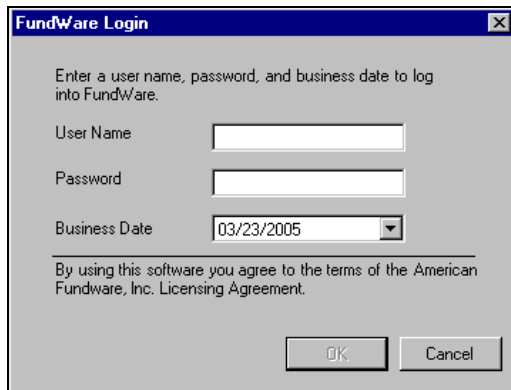 FundWare Login
Enter a user name, password, and business date to log
into FundWare.
User Name
Password
Business Date
03/23/2005
By using this software you agree to the terms of the American
Fundware, Inc. Licensing Agreement.
OK
Cancel